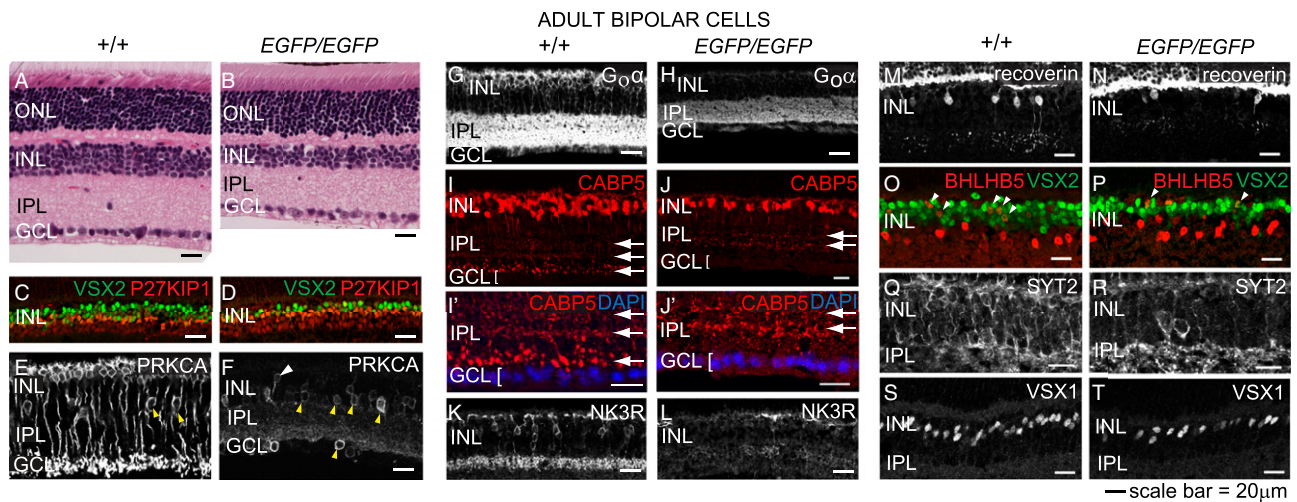 ADULT BIPOLAR CELLS
+/+ EGFP/EGFP +/+ EGFP/EGFP +/+ EGFP/EGFP
A ONL INL IPL GCL
B ONL INL IPL GCL
C VSX2 P27KIP1 INL
D VSX2 P27KIP1 INL
E PRKCA INL IPL GCL
F PRKCA INL IPL GCL
G Goα INL IPL GCL
H Goα INL IPL GCL
I CABP5 INL IPL GCL [
J CABP5 INL IPL GCL [
I' CABP5 DAPI IPL GCL [
J' CABP5 DAPI IPL GCL [
K NK3R INL
L NK3R INL
M recoverin INL
N recoverin INL
O BHLHB5 VSX2 INL
P BHLHB5 VSX2 INL
Q SYT2 INL IPL
R SYT2 INL IPL
S VSX1 INL IPL
T VSX1 INL IPL
scale bar = 20µm